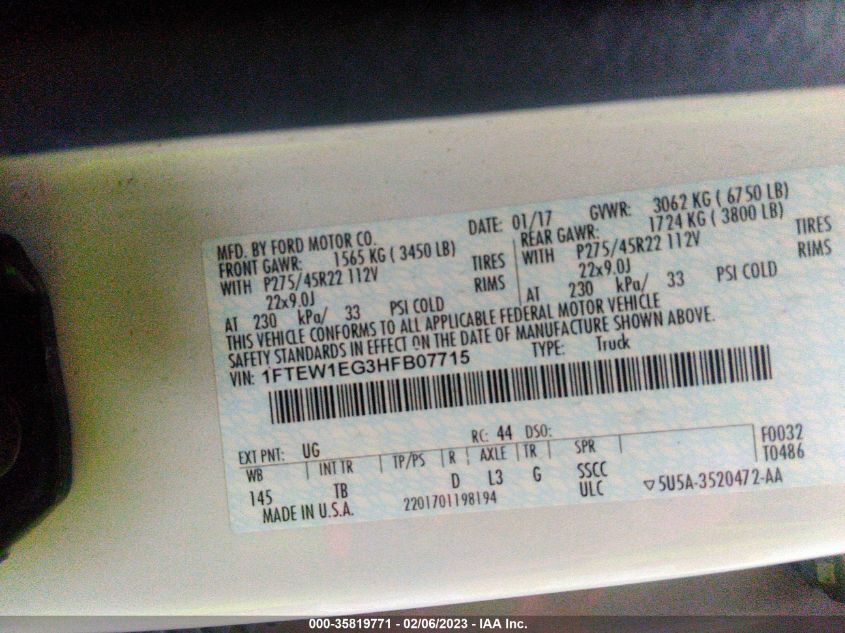 MFD. BY FORD MOTOR CO. DATE: 01/17 GVWR: 3062 KG ( 6750 LB)
FRONT GAWR: 1565 KG ( 3450 LB) REAR GAWR: 1724 KG ( 3800 LB)
WITH P275/45R22 112V TIRES WITH P275/45R22 112V TIRES
22x9.0J RIMS 22x9.0J RIMS
AT 230 kPa/ 33 PSI COLD AT 230 kPa/ 33 PSI COLD
THIS VEHICLE CONFORMS TO ALL APPLICABLE FEDERAL MOTOR VEHICLE
SAFETY STANDARDS IN EFFECT ON THE DATE OF MANUFACTURE SHOWN ABOVE.
VIN: 1FTEW1EG3HFB07715 TYPE: Truck
EXT PNT: UG RC: 44 DSO: F0032
WB INT TR TP/PS R AXLE TR SPR T0486
145 TB D L3 G SSCC
MADE IN U.S.A. 2201701198194 ULC ▽5U5A-3520472-AA
000-35819771 - 02/06/2023 - IAA Inc.